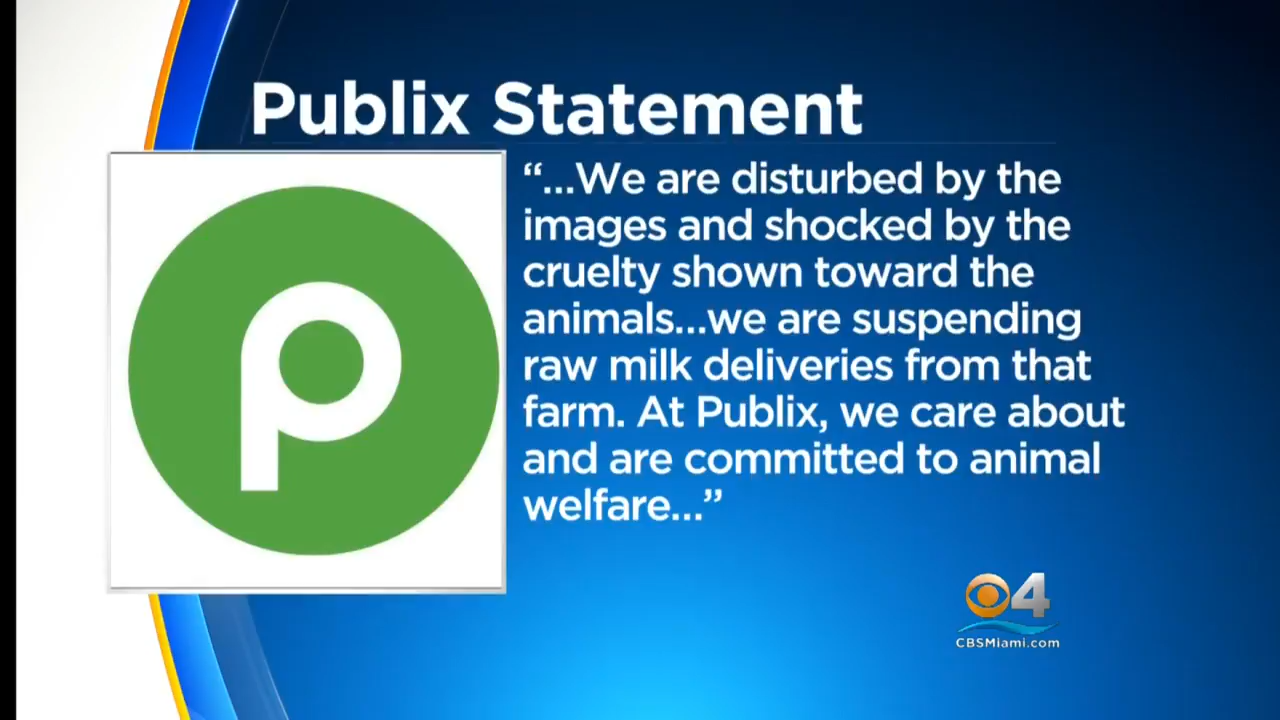 Publix Statement
“...We are disturbed by the
images and shocked by the
cruelty shown toward the
animals...we are suspending
raw milk deliveries from that
farm. At Publix, we care about
and are committed to animal
welfare...”
p
4
CBSMiami.com